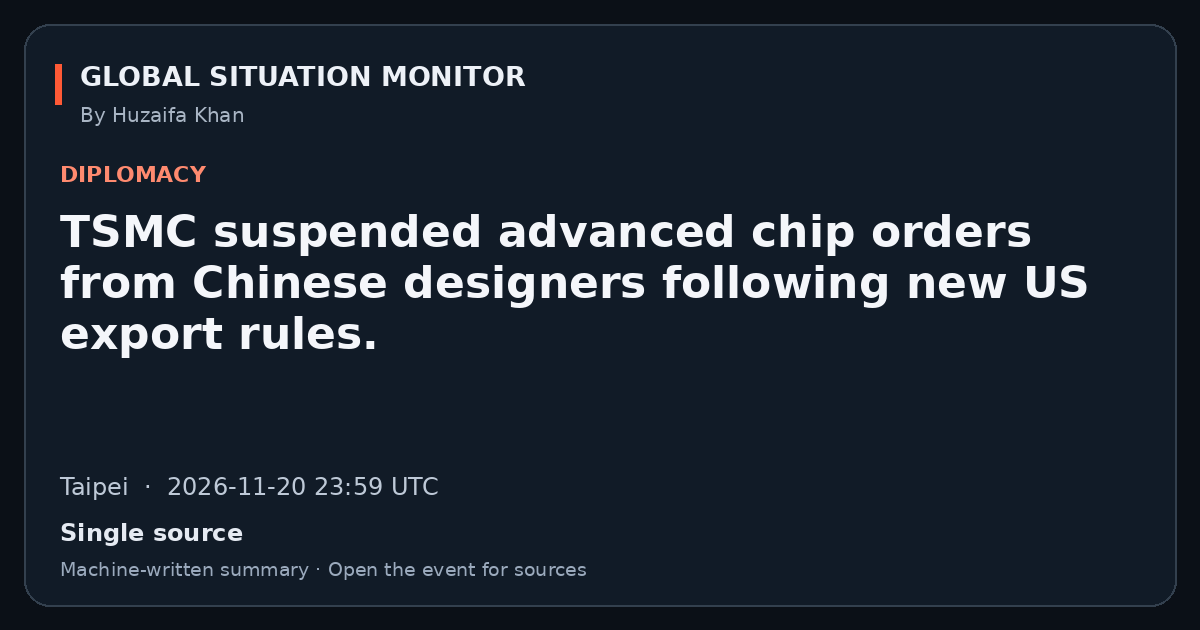 GLOBAL SITUATION MONITOR
By Huzaifa Khan
DIPLOMACY
TSMC suspended advanced chip orders
from Chinese designers following new US
export rules.
Taipei · 2026-11-20 23:59 UTC
Single source
Machine-written summary · Open the event for sources